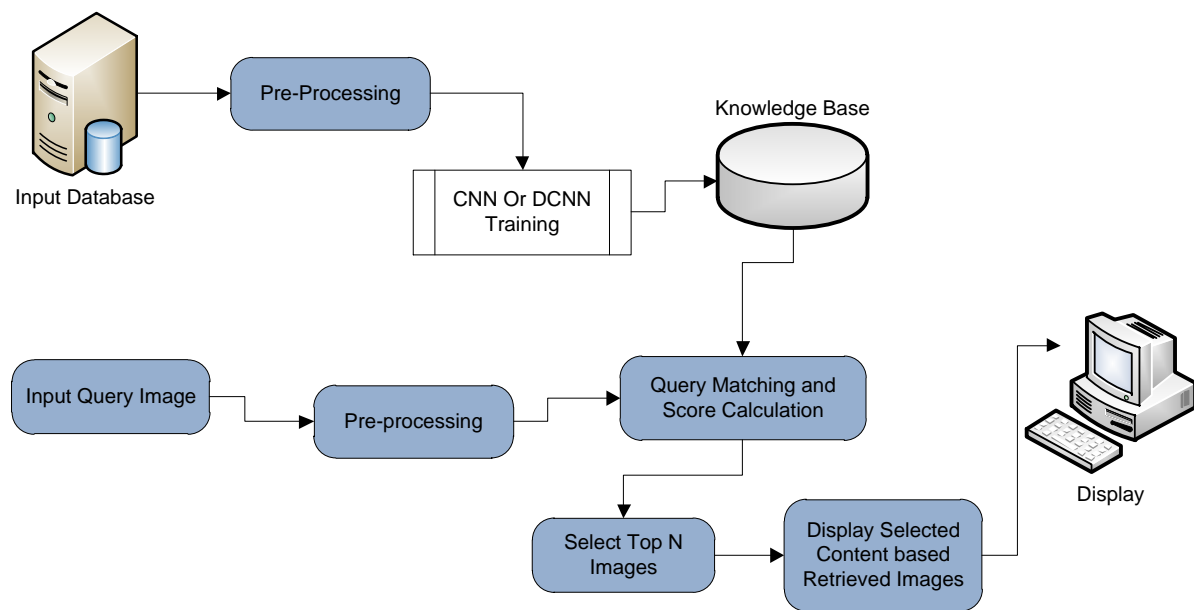 Input Database
Pre-Processing
CNN Or DCNN
Training
Knowledge Base
Input Query Image
Pre-processing
Query Matching and
Score Calculation
Select Top N
Images
Display Selected
Content based
Retrieved Images
Display